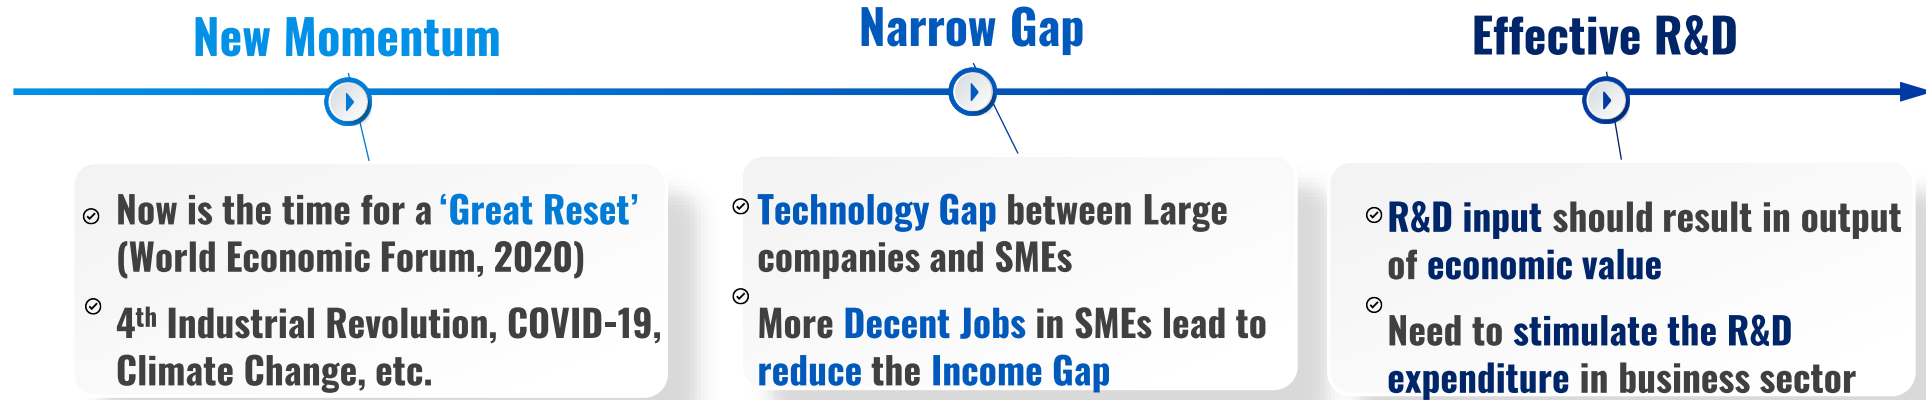 New Momentum
Now is the time for a ‘Great Reset’
(World Economic Forum, 2020)
4th Industrial Revolution, COVID-19,
Climate Change, etc.
Narrow Gap
Technology Gap between Large
companies and SMEs
More Decent Jobs in SMEs lead to
reduce the Income Gap
Effective R&D
R&D input should result in output
of economic value
Need to stimulate the R&D
expenditure in business sector